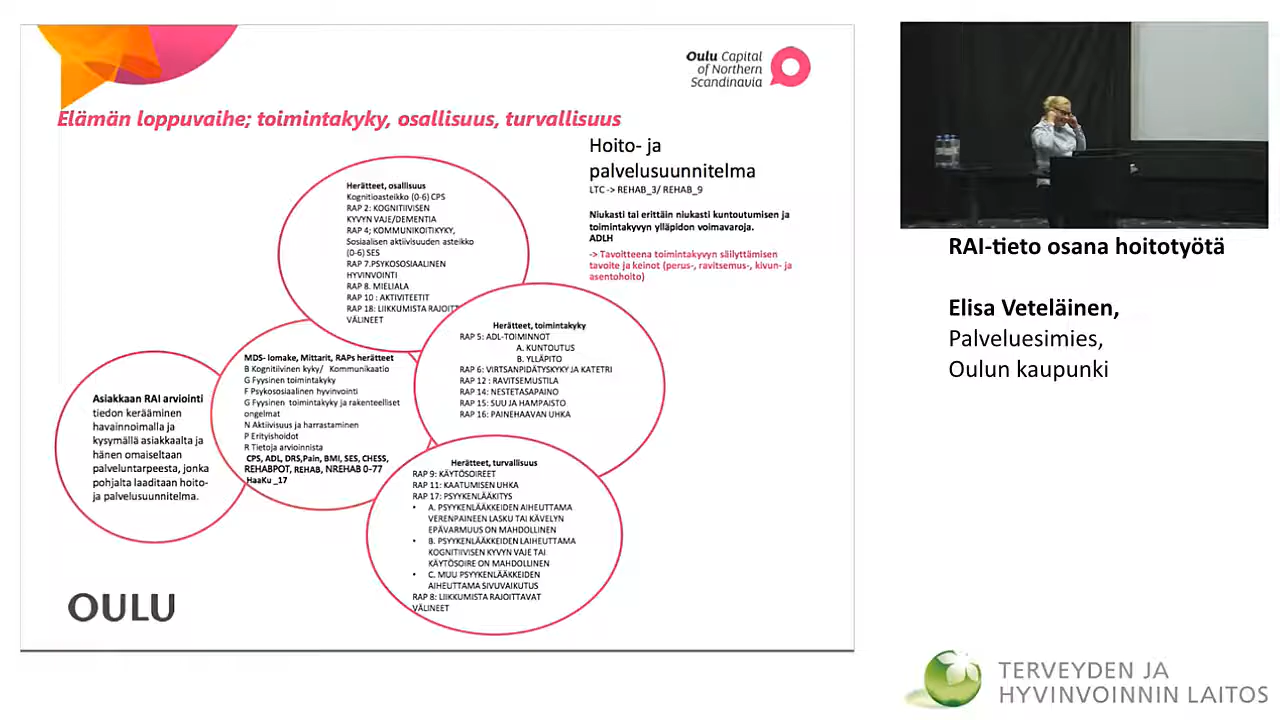 Oulu Capital
of Northern
Scandinavia
Elämän loppuvaihe; toimintakyky, osallisuus, turvallisuus
Hoito- ja
palvelusuunnitelma
LTC -> REHAB_3/ REHAB_9
Niukasti tai erittäin niukasti kuntoutumisen ja
toimintakyvyn ylläpidon voimavaroja.
ADLH
-> Tavoitteena toimintakyvyn säilyttämisen
tavoite ja keinot (perus-, ravitsemus-, kivun- ja
asentohoito)
Herätteet, osallisuus
Kognitioasteikko (0-6) CPS
RAP 2: KOGNITIIVISEN
KYVYN VAJE/DEMENTIA
RAP 4; KOMMUNIKOITIKYKY,
Sosiaalisen aktiivisuuden asteikko
(0-6) SES
RAP 7.PSYKOSOSIAALINEN
HYVINVOINTI
RAP 8. MIELIALA
RAP 10 : AKTIVITEETIT
RAP 18: LIIKKUMISTA RAJOITT
VÄLINEET
Herätteet, toimintakyky
RAP 5: ADL-TOIMINNOT
A. KUNTOUTUS
B. YLLÄPITO
RAP 6: VIRTSANPIDÄTYSKYKY JA KATETRI
RAP 12 : RAVITSEMUSTILA
RAP 14: NESTETASAPAINO
RAP 15: SUU JA HAMPAISTO
RAP 16: PAINEHAAVAN UHKA
MDS- lomake, Mittarit, RAPs herätteet
B Kognitiivinen kyky/ Kommunikaatio
G Fyysinen toimintakyky
F Psykososiaalinen hyvinvointi
G Fyysinen toimintakyky ja rakenteelliset
ongelmat
N Aktiivisuus ja harrastaminen
P Erityishoidot
R Tietoja arvioinnista
CPS, ADL, DRS,Pain, BMI, SES, CHESS,
REHABPOT, REHAB, NREHAB 0-77
HaaKu _17
Asiakkaan RAI arviointi
tiedon kerääminen
havainnoimalla ja
kysymällä asiakkaalta ja
hänen omaiseltaan
palveluntarpeesta, jonka
pohjalta laaditaan hoito-
ja palvelusuunnitelma.
Herätteet, turvallisuus
RAP 9: KÄYTÖSOIREET
RAP 11: KAATUMISEN UHKA
RAP 17: PSYYKENLÄÄKITYS
• A. PSYYKENLÄÄKKEIDEN AIHEUTTAMA
VERENPAINEEN LASKU TAI KÄVELYN
EPÄVARMUUS ON MAHDOLLINEN
• B. PSYYKENLÄÄKKEIDEN LAIHEUTTAMA
KOGNITIIVISEN KYVYN VAJE TAI
KÄYTÖSOIRE ON MAHDOLLINEN
• C. MUU PSYYKENLÄÄKKEIDEN
AIHEUTTAMA SIVUVAIKUTUS
RAP 8: LIIKKUMISTA RAJOITTAVAT
VÄLINEET
OULU
RAI-tieto osana hoitotyötä
Elisa Veteläinen,
Palveluesimies,
Oulun kaupunki
TERVEYDEN JA
HYVINVOINNIN LAITOS